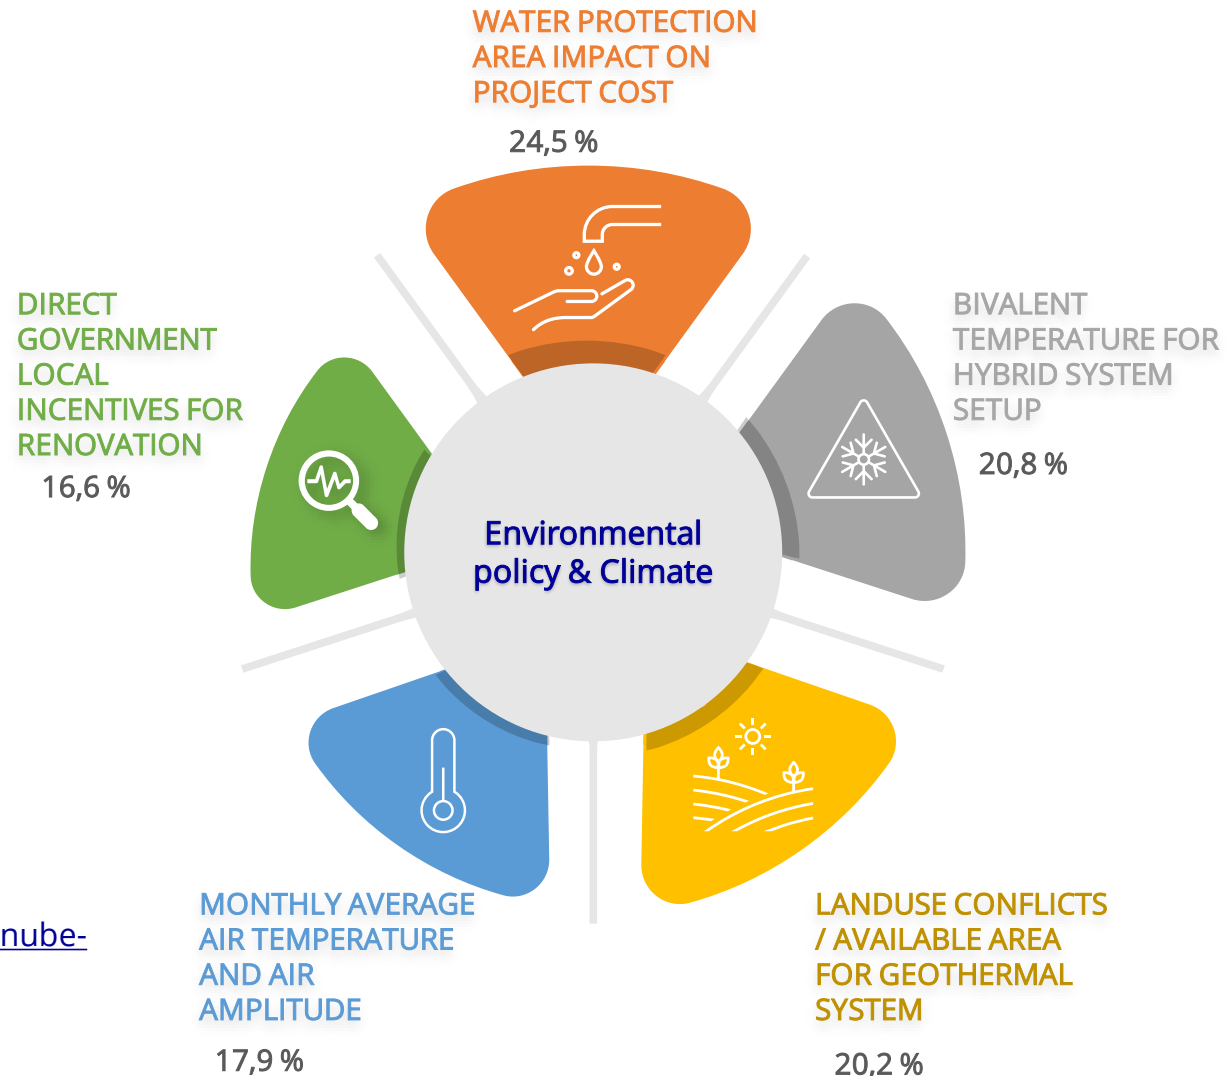 WATER PROTECTION
AREA IMPACT ON
PROJECT COST
24,5 %
DIRECT
GOVERNMENT
LOCAL
INCENTIVES FOR
RENOVATION
16,6 %
BIVALENT
TEMPERATURE FOR
HYBRID SYSTEM
SETUP
20,8 %
Environmental
policy & Climate
MONTHLY AVERAGE
AIR TEMPERATURE
AND AIR
AMPLITUDE
17,9 %
LANDUSE CONFLICTS
/ AVAILABLE AREA
FOR GEOTHERMAL
SYSTEM
20,2 %
nube-